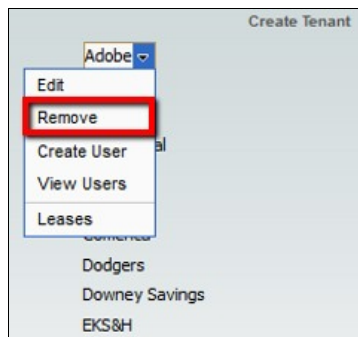 Create Tenant
Adobe
Edit
Remove
Create User
View Users
Leases
Dodgers
Downey Savings
EKS&H